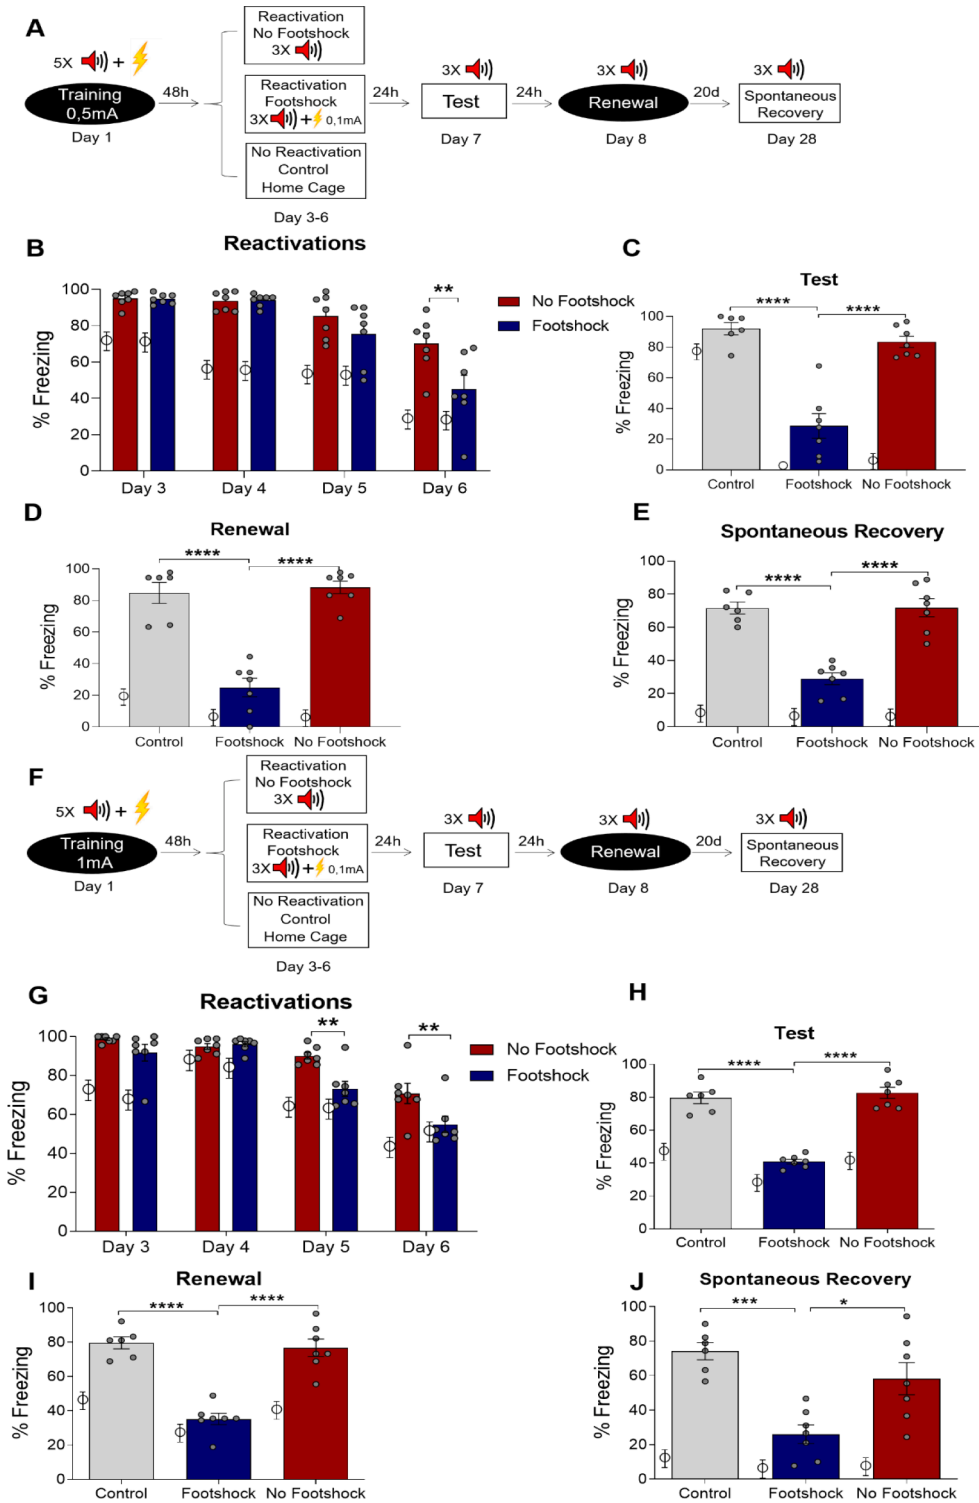 A
5X + 
Training
0,5mA
Day 1
48h
Reactivation
No Footshock
3X
Reactivation
Footshock
3X + 0,1mA
No Reactivation
Control
Home Cage
Day 3-6
24h
3X
Test
Day 7
24h
3X
Renewal
Day 8
20d
3X
Spontaneous
Recovery
Day 28
B
Reactivations
% Freezing
100
80
60
40
20
0
**
Day 3
Day 4
Day 5
Day 6
No Footshock
Footshock
C
Test
% Freezing
100
80
60
40
20
0
****
****
Control
Footshock
No Footshock
D
Renewal
% Freezing
100
80
60
40
20
0
****
****
Control
Footshock
No Footshock
E
Spontaneous Recovery
% Freezing
100
80
60
40
20
0
****
****
Control
Footshock
No Footshock
F
5X +
Training
1mA
Day 1
48h
Reactivation
No Footshock
3X
Reactivation
Footshock
3X + 0,1mA
No Reactivation
Control
Home Cage
Day 3-6
24h
3X
Test
Day 7
24h
3X
Renewal
Day 8
20d
3X
Spontaneous
Recovery
Day 28
G
Reactivations
% Freezing
100
80
60
40
20
0
**
**
Day 3
Day 4
Day 5
Day 6
No Footshock
Footshock
H
Test
% Freezing
100
80
60
40
20
0
****
****
Control
Footshock
No Footshock
I
Renewal
% Freezing
100
80
60
40
20
0
****
****
Control
Footshock
No Footshock
J
Spontaneous Recovery
% Freezing
100
80
60
40
20
0
***
*
Control
Footshock
No Footshock